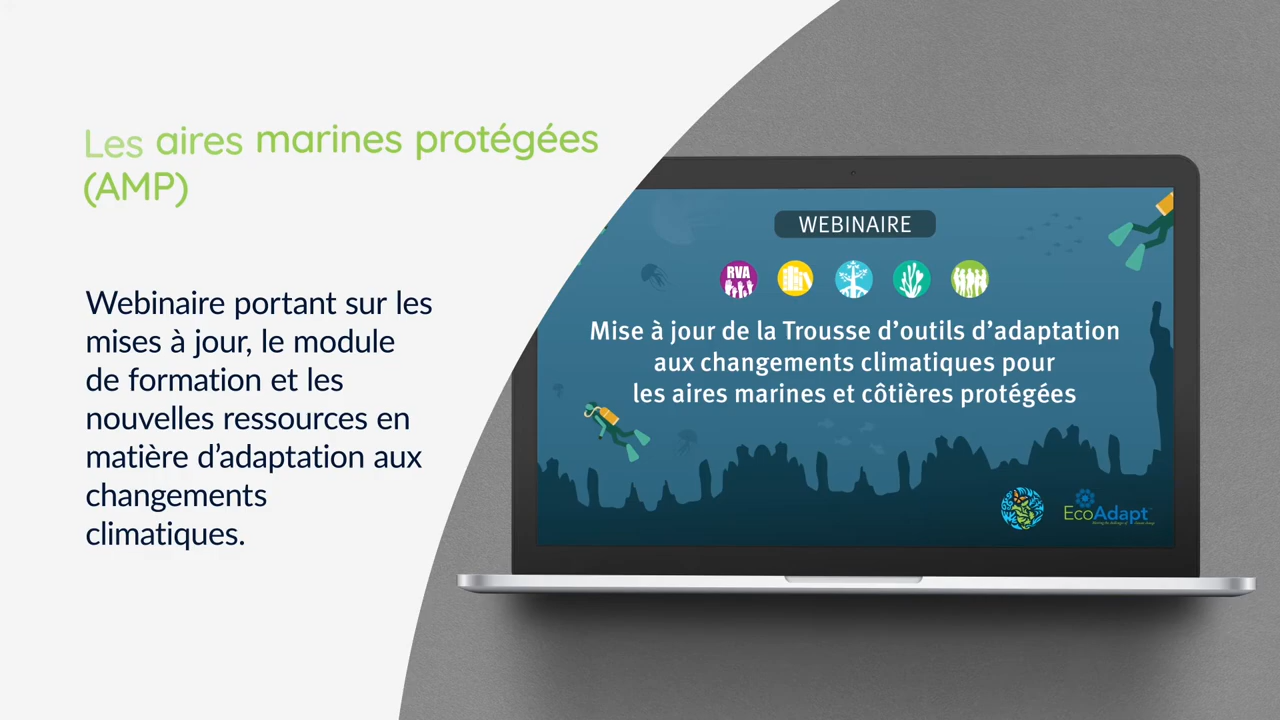 Les aires marines protégées
(AMP)
Webinaire portant sur les
mises à jour, le module
de formation et les
nouvelles ressources en
matière d’adaptation aux
changements
climatiques.
WEBINAIRE
RVA
Mise à jour de la Trousse d’outils d’adaptation
aux changements climatiques pour
les aires marines et côtières protégées
EcoAdapt